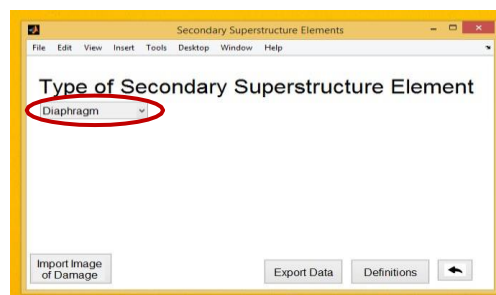 Secondary Superstructure Elements
File Edit View Insert Tools Desktop Window Help
Type of Secondary Superstructure Element
Diaphragm
Import Image
of Damage
Export Data
Definitions